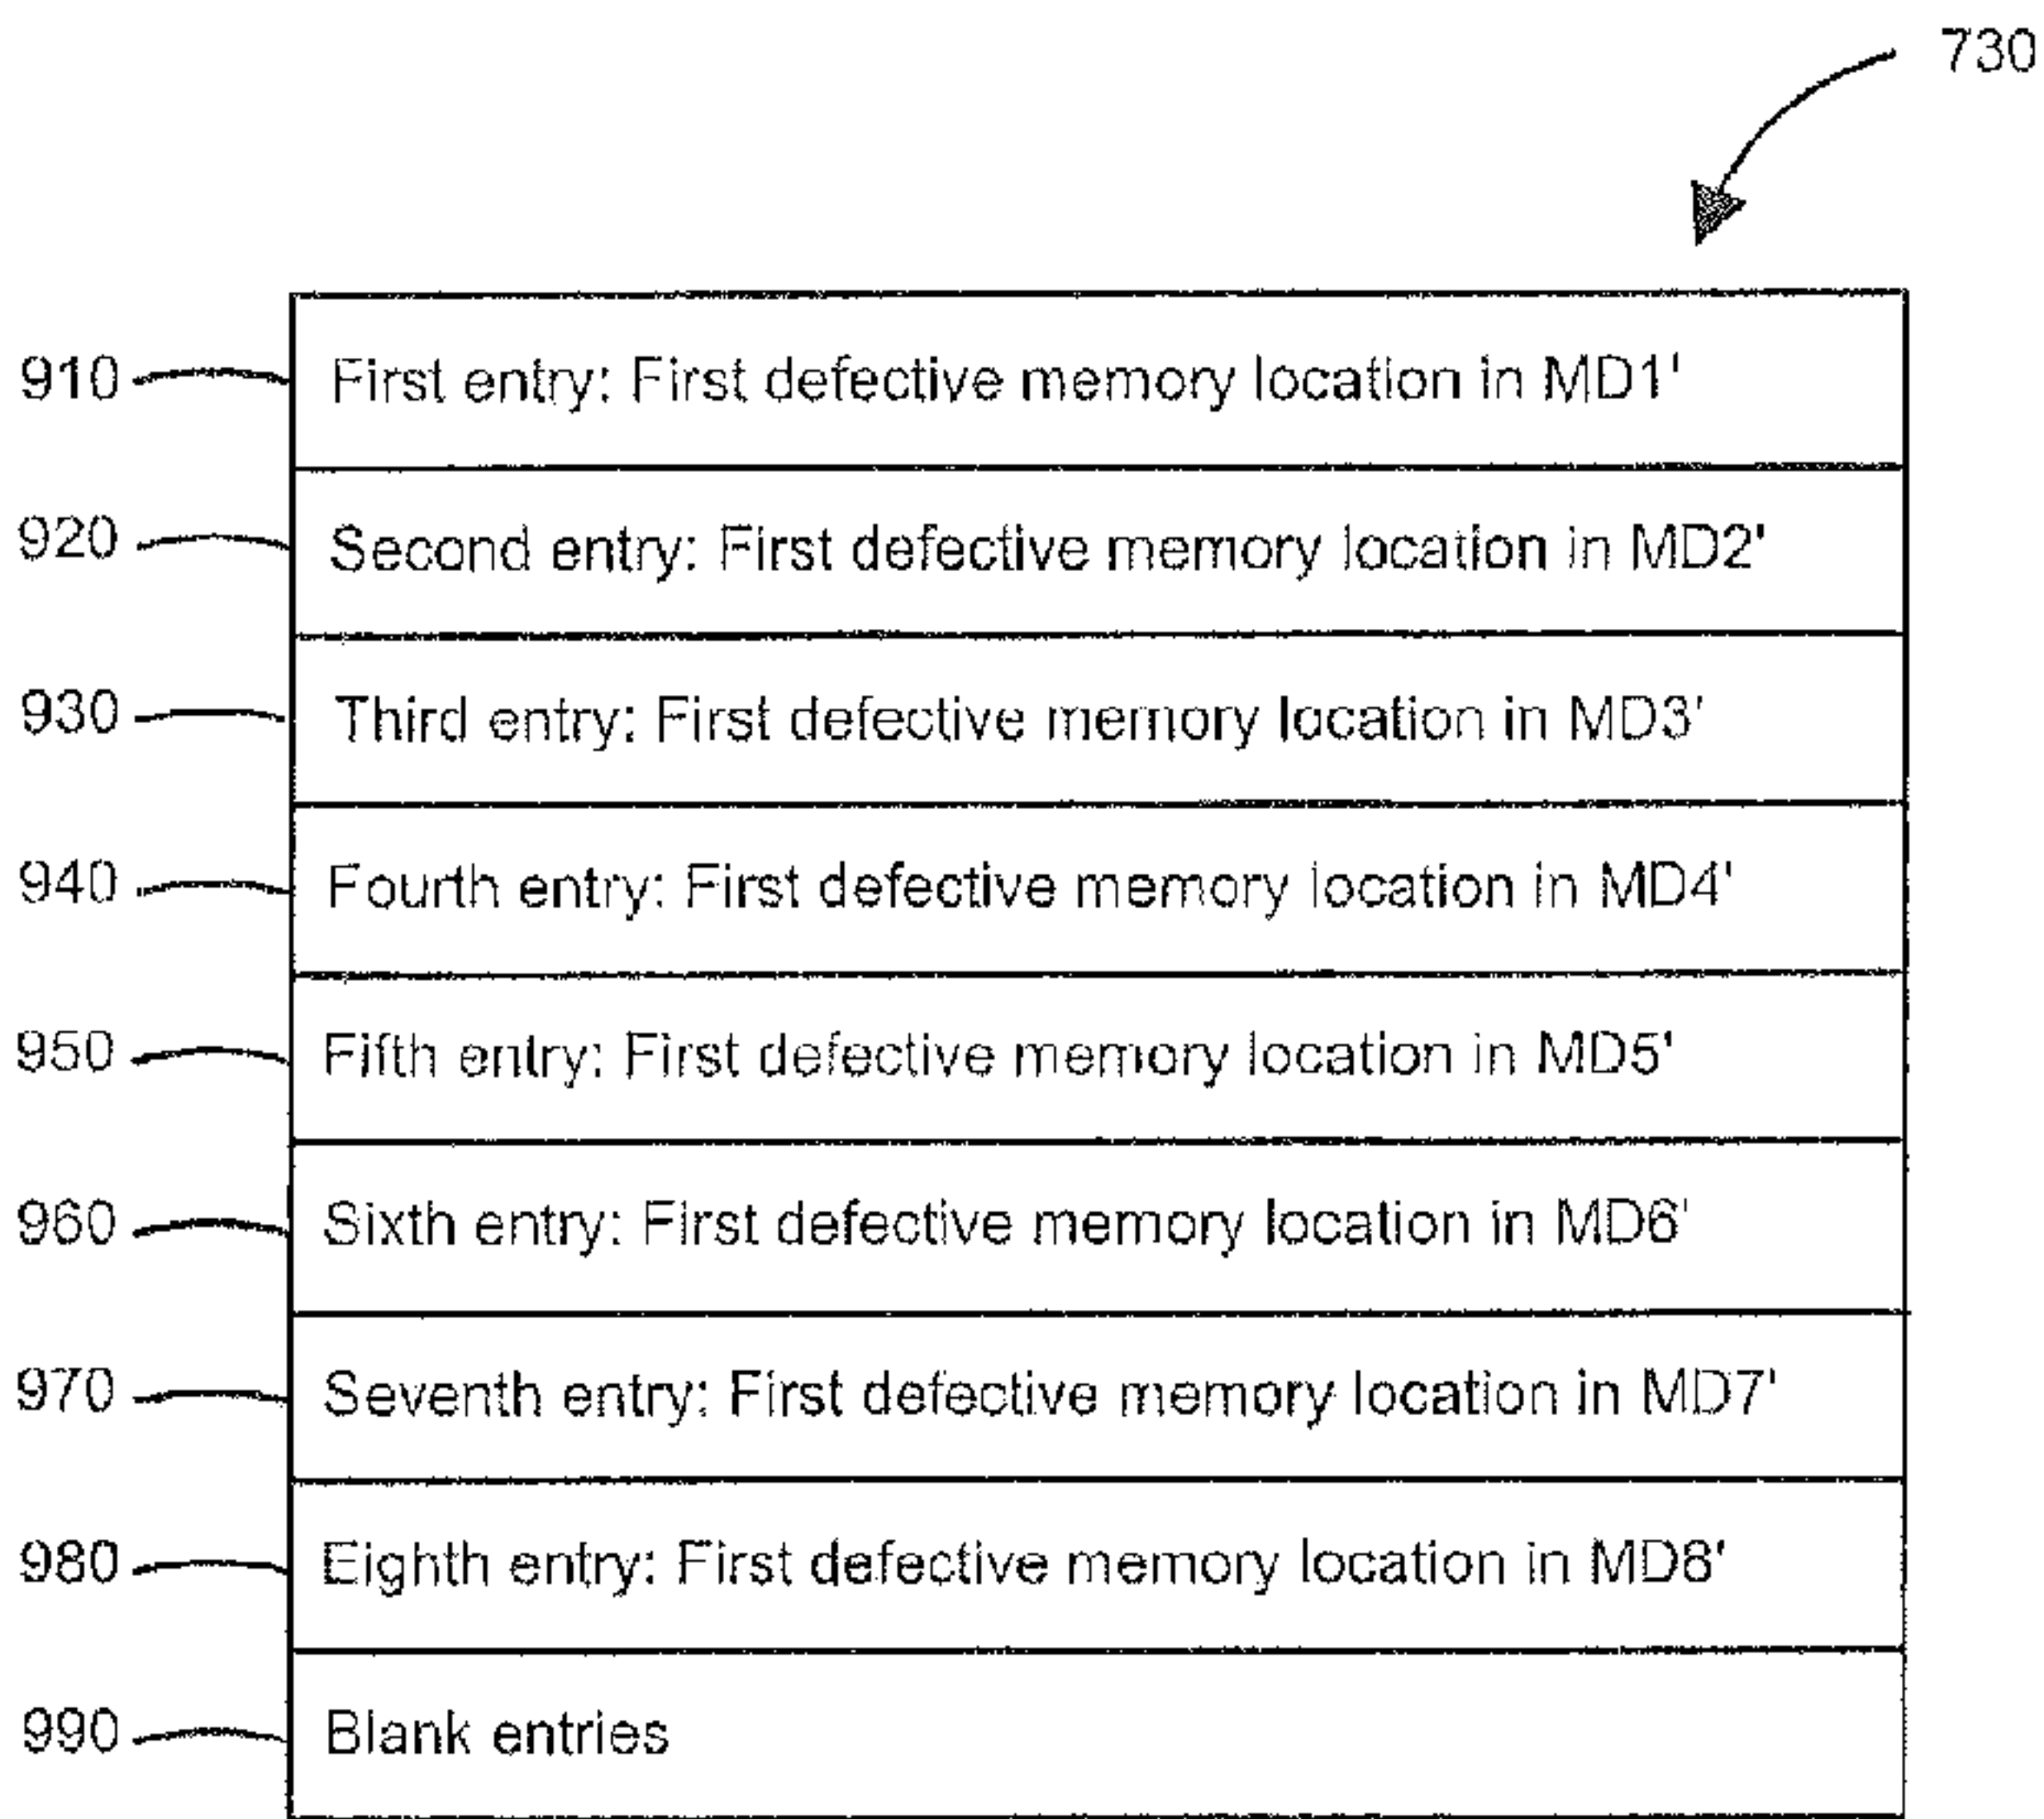 730
910 First entry: First defective memory location in MD1'
920 Second entry: First defective memory location in MD2'
930 Third entry: First defective memory location in MD3'
940 Fourth entry: First defective memory location in MD4'
950 Fifth entry: First defective memory location in MD5'
960 Sixth entry: First defective memory location in MD6'
970 Seventh entry: First defective memory location in MD7'
980 Eighth entry: First defective memory location in MD8'
990 Blank entries